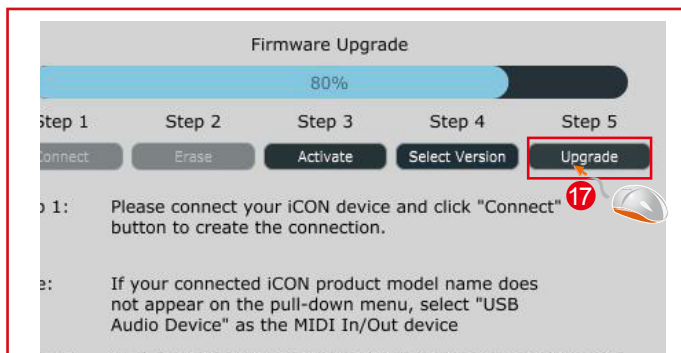 Firmware Upgrade
80%
Step 1 Step 2 Step 3 Step 4 Step 5
Connect Erase Activate Select Version Upgrade
17
1: Please connect your iCON device and click "Connect"
button to create the connection.
If your connected iCON product model name does
not appear on the pull-down menu, select "USB
Audio Device" as the MIDI In/Out device